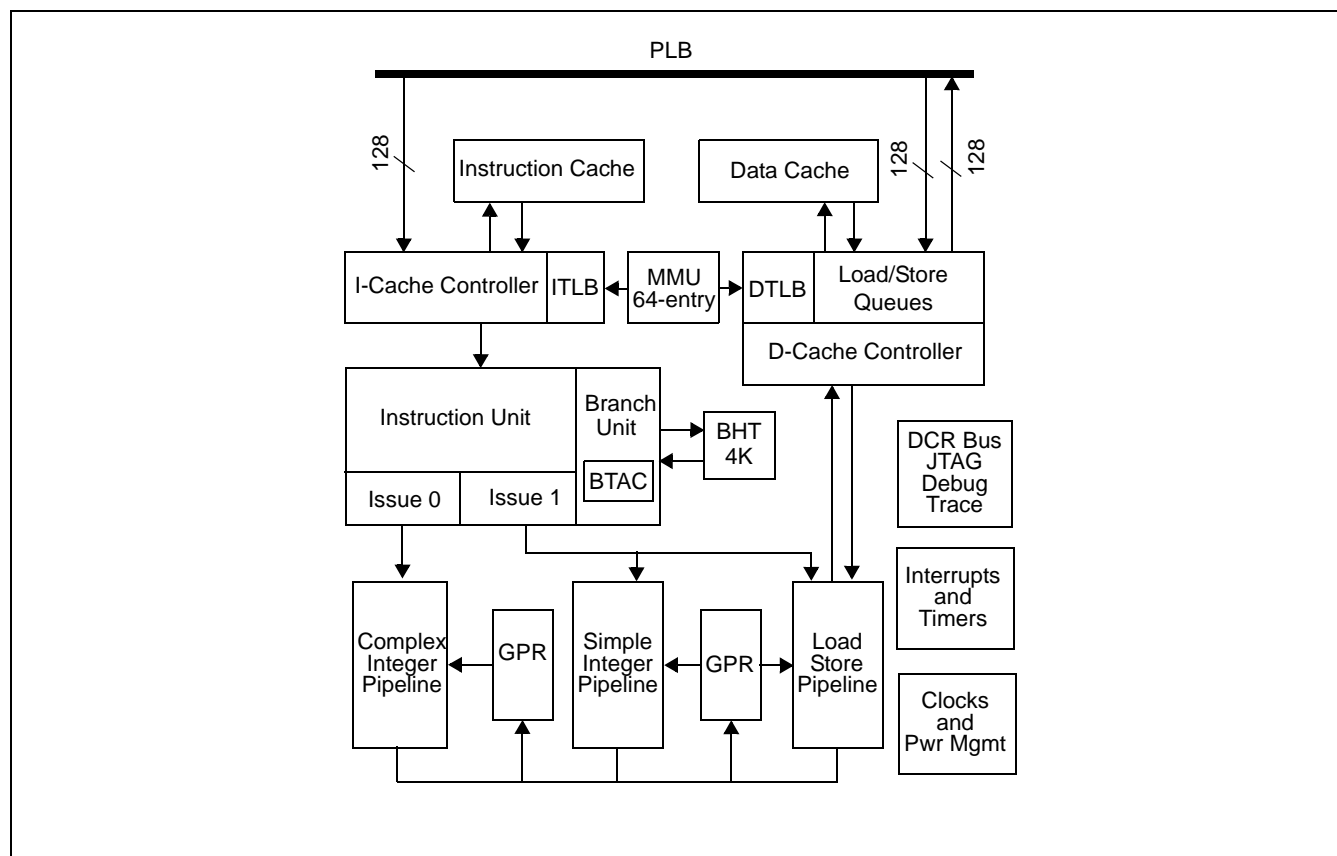 PLB
128
Instruction Cache
Data Cache
128
128
I-Cache Controller
ITLB
MMU
64-entry
DTLB
Load/Store
Queues
D-Cache Controller
Instruction Unit
Branch
Unit
BTAC
BHT
4K
Issue 0
Issue 1
DCR Bus
JTAG
Debug
Trace
Interrupts
and
Timers
Clocks
and
Pwr Mgmt
Complex
Integer
Pipeline
GPR
Simple
Integer
Pipeline
GPR
Load
Store
Pipeline